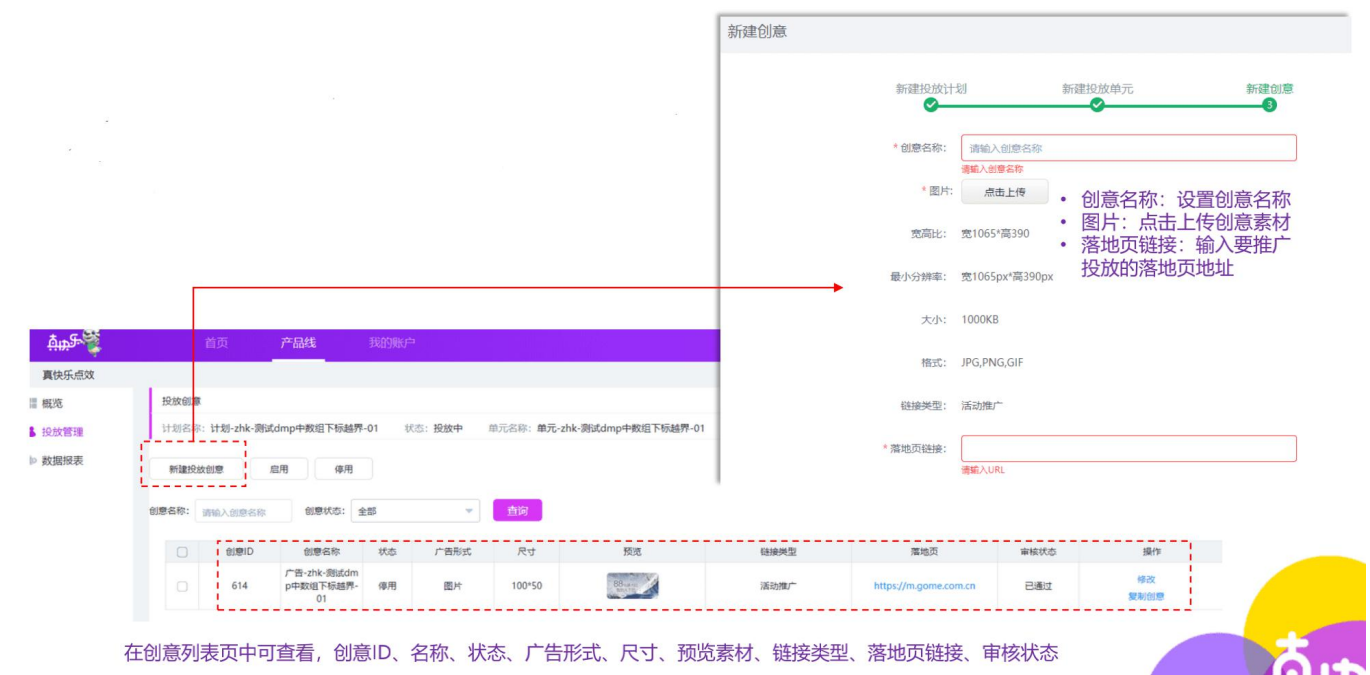 新建创意
新建投放计划
新建投放单元
新建创意
3
* 创意名称:
请输入创意名称
请输入创意名称
* 图片:
点击上传
• 创意名称：设置创意名称
• 图片：点击上传创意素材
• 落地页链接：输入要推广
投放的落地页地址
宽高比:
宽1065*高390
最小分辨率:
宽1065px*高390px
大小:
1000KB
格式:
JPG,PNG,GIF
链接类型:
活动推广
* 落地页链接:
请输入URL
真快乐
首页
产品线
我的账户
真快乐点效
概览
投放管理
数据报表
投放创意
计划名称: 计划-zhk-测试dmp中数组下标越界-01
状态: 投放中
单元名称: 单元-zhk-测试dmp中数组下标越界-01
新建投放创意
启用
停用
创意名称:
请输入创意名称
创意状态:
全部
查询
创意ID
创意名称
状态
广告形式
尺寸
预览
链接类型
落地页
审核状态
操作
614
广告-zhk-测试dm
p中数组下标越界-
01
停用
图片
100*50
活动推广
https://m.gome.com.cn
已通过
修改
复制创意
在创意列表页中可查看，创意ID、名称、状态、广告形式、尺寸、预览素材、链接类型、落地页链接、审核状态